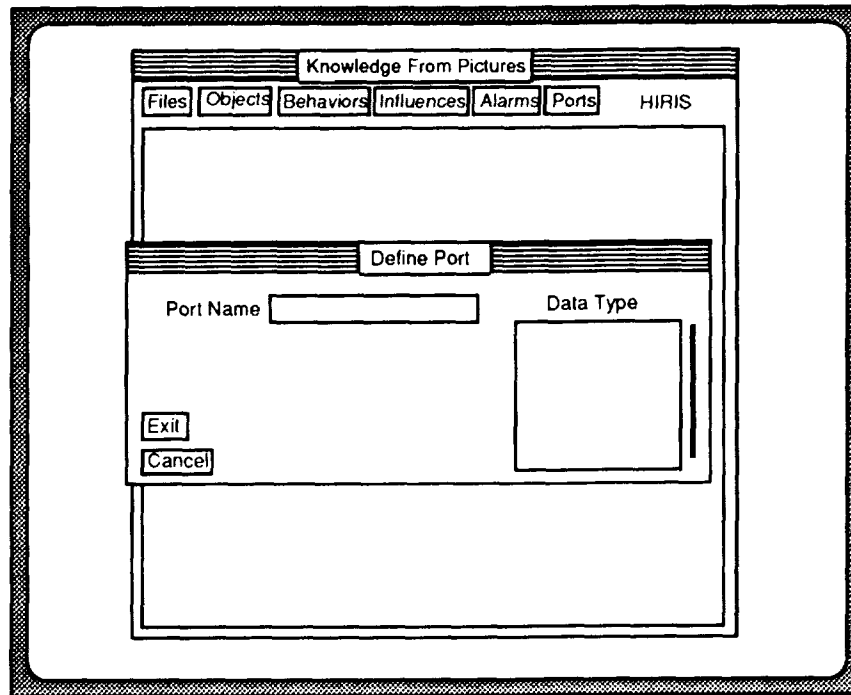 Knowledge From Pictures
Files Objects Behaviors Influences Alarms Ports HIRIS
Define Port
Port Name Data Type
Exit
Cancel